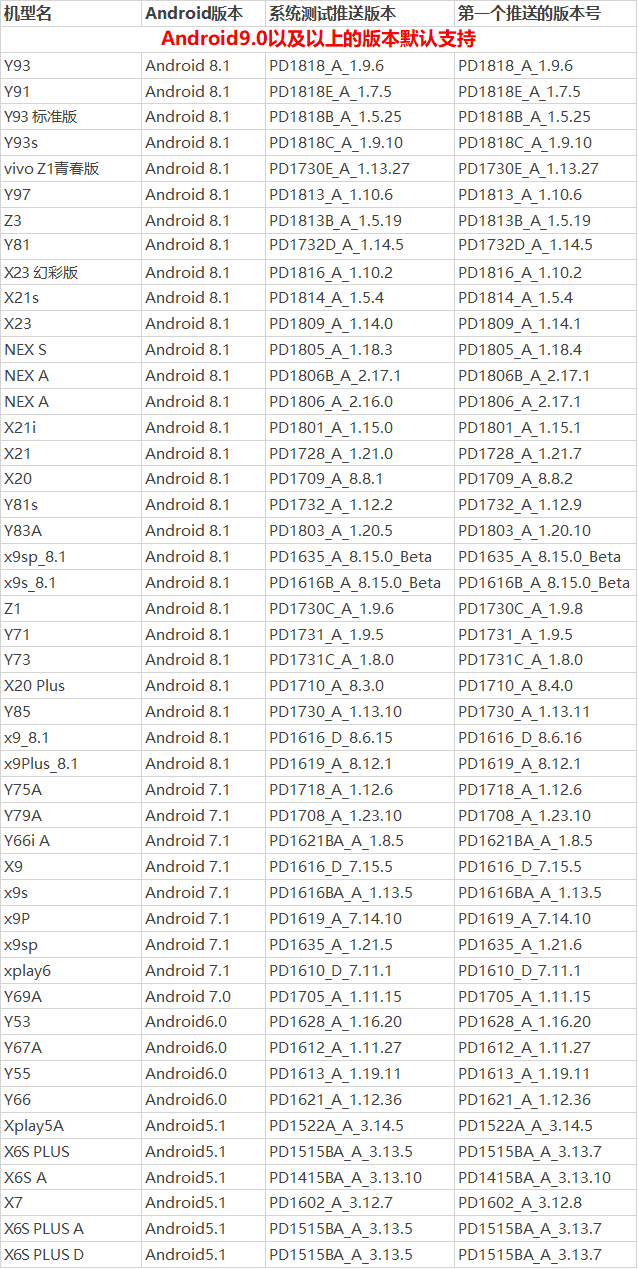 机型名 Android版本 系统测试推送版本 第一个推送的版本号
Android9.0以及以上的版本默认支持
Y93 Android 8.1 PD1818_A_1.9.6 PD1818_A_1.9.6
Y91 Android 8.1 PD1818E_A_1.7.5 PD1818E_A_1.7.5
Y93 标准版 Android 8.1 PD1818B_A_1.5.25 PD1818B_A_1.5.25
Y93s Android 8.1 PD1818C_A_1.9.10 PD1818C_A_1.9.10
vivo Z1青春版 Android 8.1 PD1730E_A_1.13.27 PD1730E_A_1.13.27
Y97 Android 8.1 PD1813_A_1.10.6 PD1813_A_1.10.6
Z3 Android 8.1 PD1813B_A_1.5.19 PD1813B_A_1.5.19
Y81 Android 8.1 PD1732D_A_1.14.5 PD1732D_A_1.14.5
X23 幻彩版 Android 8.1 PD1816_A_1.10.2 PD1816_A_1.10.2
X21s Android 8.1 PD1814_A_1.5.4 PD1814_A_1.5.4
X23 Android 8.1 PD1809_A_1.14.0 PD1809_A_1.14.1
NEX S Android 8.1 PD1805_A_1.18.3 PD1805_A_1.18.4
NEX A Android 8.1 PD1806B_A_2.17.1 PD1806B_A_2.17.1
NEX A Android 8.1 PD1806_A_2.16.0 PD1806_A_2.17.1
X21i Android 8.1 PD1801_A_1.15.0 PD1801_A_1.15.1
X21 Android 8.1 PD1728_A_1.21.0 PD1728_A_1.21.7
X20 Android 8.1 PD1709_A_8.8.1 PD1709_A_8.8.2
Y81s Android 8.1 PD1732_A_1.12.2 PD1732_A_1.12.9
Y83A Android 8.1 PD1803_A_1.20.5 PD1803_A_1.20.10
x9sp_8.1 Android 8.1 PD1635_A_8.15.0_Beta PD1635_A_8.15.0_Beta
x9s_8.1 Android 8.1 PD1616B_A_8.15.0_Beta PD1616B_A_8.15.0_Beta
Z1 Android 8.1 PD1730C_A_1.9.6 PD1730C_A_1.9.8
Y71 Android 8.1 PD1731_A_1.9.5 PD1731_A_1.9.5
Y73 Android 8.1 PD1731C_A_1.8.0 PD1731C_A_1.8.0
X20 Plus Android 8.1 PD1710_A_8.3.0 PD1710_A_8.4.0
Y85 Android 8.1 PD1730_A_1.13.10 PD1730_A_1.13.11
x9_8.1 Android 8.1 PD1616_D_8.6.15 PD1616_D_8.6.16
x9Plus_8.1 Android 8.1 PD1619_A_8.12.1 PD1619_A_8.12.1
Y75A Android 7.1 PD1718_A_1.12.6 PD1718_A_1.12.6
Y79A Android 7.1 PD1708_A_1.23.10 PD1708_A_1.23.10
Y66i A Android 7.1 PD1621BA_A_1.8.5 PD1621BA_A_1.8.5
X9 Android 7.1 PD1616_D_7.15.5 PD1616_D_7.15.5
x9s Android 7.1 PD1616BA_A_1.13.5 PD1616BA_A_1.13.5
x9P Android 7.1 PD1619_A_7.14.10 PD1619_A_7.14.10
x9sp Android 7.1 PD1635_A_1.21.5 PD1635_A_1.21.6
xplay6 Android 7.1 PD1610_D_7.11.1 PD1610_D_7.11.1
Y69A Android 7.0 PD1705_A_1.11.15 PD1705_A_1.11.15
Y53 Android6.0 PD1628_A_1.16.20 PD1628_A_1.16.20
Y67A Android6.0 PD1612_A_1.11.27 PD1612_A_1.11.27
Y55 Android6.0 PD1613_A_1.19.11 PD1613_A_1.19.11
Y66 Android6.0 PD1621_A_1.12.36 PD1621_A_1.12.36
Xplay5A Android5.1 PD1522A_A_3.14.5 PD1522A_A_3.14.5
X6S PLUS Android5.1 PD1515BA_A_3.13.5 PD1515BA_A_3.13.7
X6S A Android5.1 PD1415BA_A_3.13.10 PD1415BA_A_3.13.10
X7 Android5.1 PD1602_A_3.12.7 PD1602_A_3.12.8
X6S PLUS A Android5.1 PD1515BA_A_3.13.5 PD1515BA_A_3.13.7
X6S PLUS D Android5.1 PD1515BA_A_3.13.5 PD1515BA_A_3.13.7